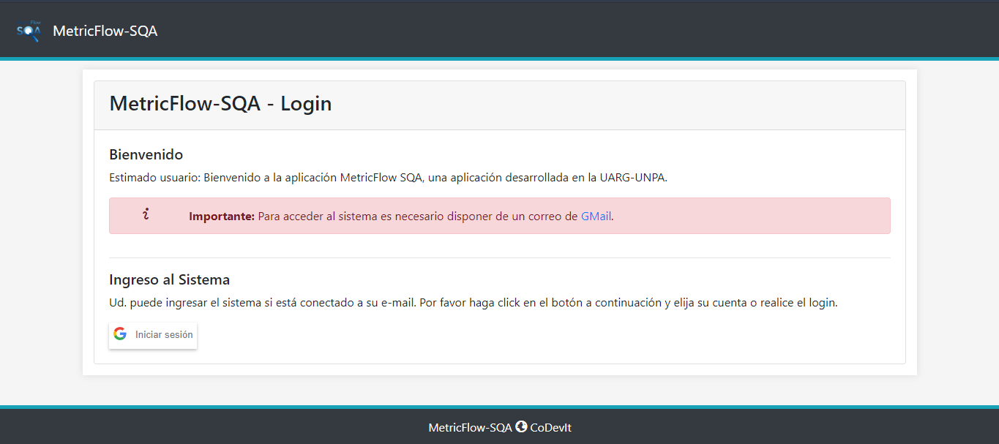 Flow
SQA
MetricFlow-SQA
MetricFlow-SQA - Login
Bienvenido
Estimado usuario: Bienvenido a la aplicación MetricFlow SQA, una aplicación desarrollada en la UARG-UNPA.
i Importante: Para acceder al sistema es necesario disponer de un correo de GMail.
Ingreso al Sistema
Ud. puede ingresar el sistema si está conectado a su e-mail. Por favor haga click en el botón a continuación y elija su cuenta o realice el login.
G Iniciar sesión
MetricFlow-SQA CoDevIt